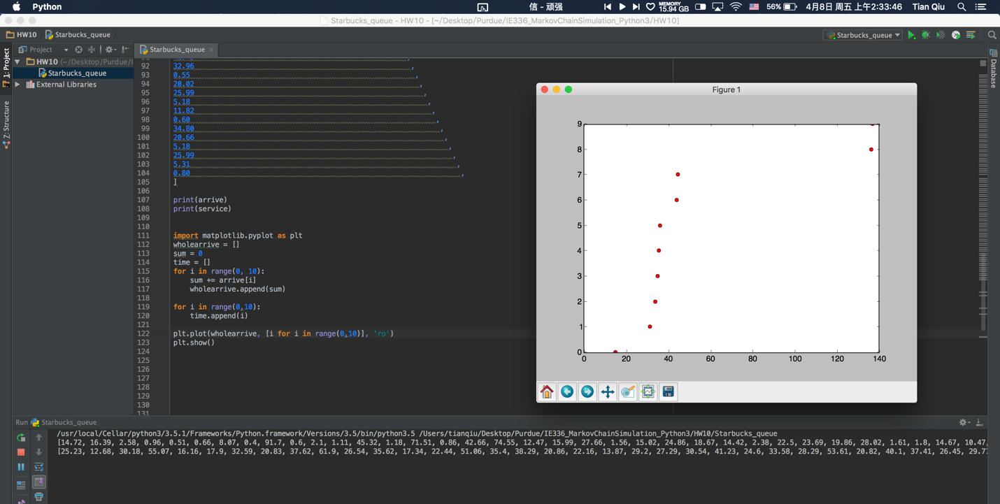 Python
信 - 顽强
MEMORY
15.94 GB
56%
4月8日 周五 上午2:33:46
Tian Qiu
Starbucks_queue - HW10 - [~/Desktop/Purdue/IE336_MarkovChainSimulation_Python3/HW10]
HW10
Starbucks_queue
Starbucks_queue
1: Project
Z: Structure
Database
Project
HW10 (~/Desktop/Purdue/I
Starbucks_queue
External Libraries
Starbucks_queue
92 32.96 ,
93 0.55 ,
94 20.02 ,
95 25.99 ,
96 5.18 ,
97 11.82 ,
98 0.60 ,
99 34.80 ,
100 20.66 ,
101 5.18 ,
102 25.99 ,
103 5.31 ,
104 0.80 ,
105 ]
106
107 print(arrive)
108 print(service)
109
110
111 import matplotlib.pyplot as plt
112 wholearrive = []
113 sum = 0
114 time = []
115 for i in range(0, 10):
116 sum += arrive[i]
117 wholearrive.append(sum)
118
119 for i in range(0,10):
120 time.append(i)
121
122 plt.plot(wholearrive, [i for i in range(0,10)], 'ro')
123 plt.show()
124
125
126
127
128
129
130
131
Figure 1
9
8
7
6
5
4
3
2
1
0
0 20 40 60 80 100 120 140
Run Starbucks_queue
/usr/local/Cellar/python3/3.5.1/Frameworks/Python.framework/Versions/3.5/bin/python3.5 /Users/tianqiu/Desktop/Purdue/IE336_MarkovChainSimulation_Python3/HW10/Starbucks_queue
[14.72, 16.39, 2.58, 0.96, 0.51, 0.66, 8.07, 0.4, 91.7, 0.6, 2.1, 1.11, 45.32, 1.18, 71.51, 0.86, 42.66, 74.55, 12.47, 15.99, 27.66, 1.56, 15.02, 24.86, 18.67, 14.42, 2.38, 22.5, 23.69, 19.86, 28.02, 1.61, 1.8, 14.67, 10.47,
[25.23, 12.68, 30.18, 55.07, 16.16, 17.9, 32.59, 20.83, 37.62, 61.9, 26.54, 35.62, 17.34, 22.44, 51.06, 35.4, 38.29, 20.86, 22.16, 13.87, 29.2, 27.29, 30.54, 41.23, 24.6, 33.58, 28.29, 53.61, 20.82, 40.1, 37.41, 26.45, 29.77